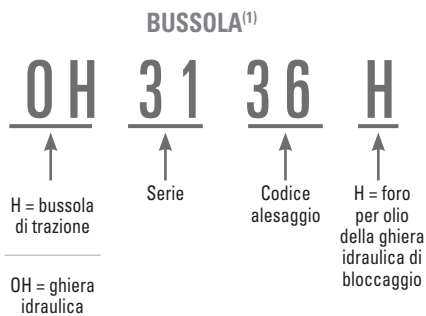 BUSSOLA(1)
OH 31 36 H
H = bussola
di trazione
OH = ghiera
idraulica
Serie
Codice
alesaggio
H = foro
per olio
della ghiera
idraulica di
bloccaggio